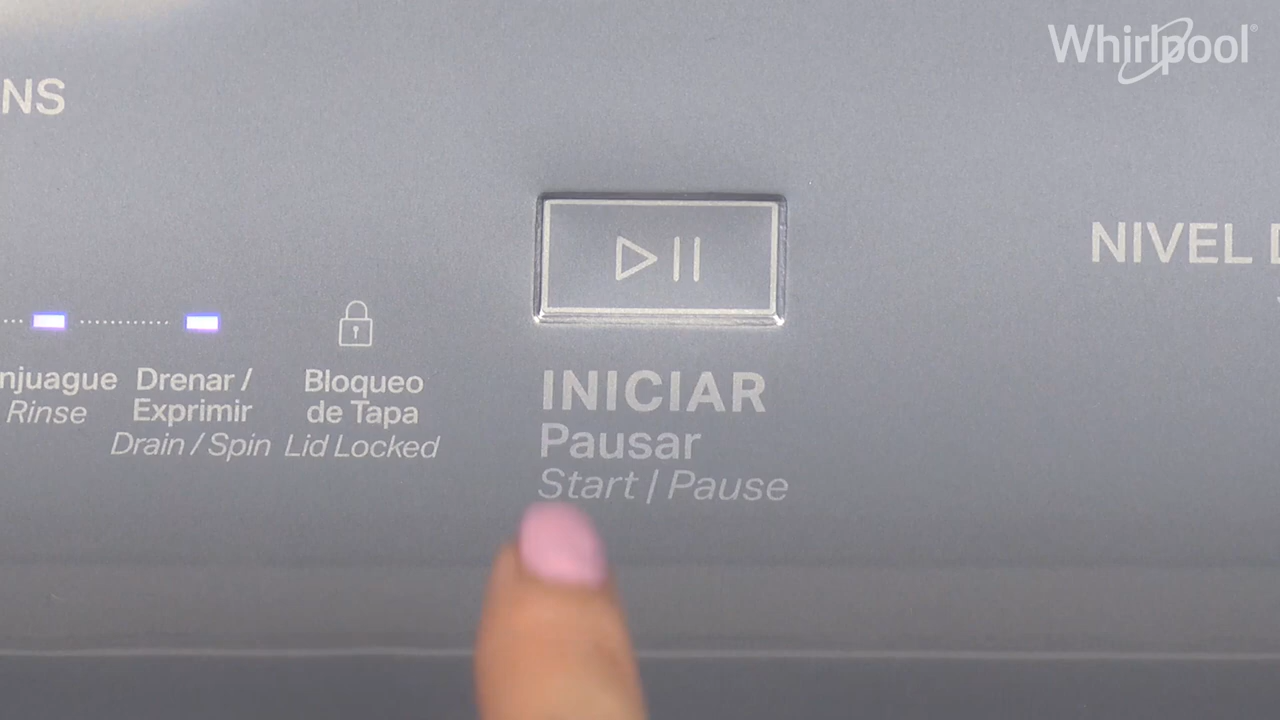 Whirlpool®
NS
NIVEL D
njuague
Rinse
Drenar /
Exprimir
Drain / Spin
Bloqueo
de Tapa
Lid Locked
INICIAR
Pausar
Start | Pause